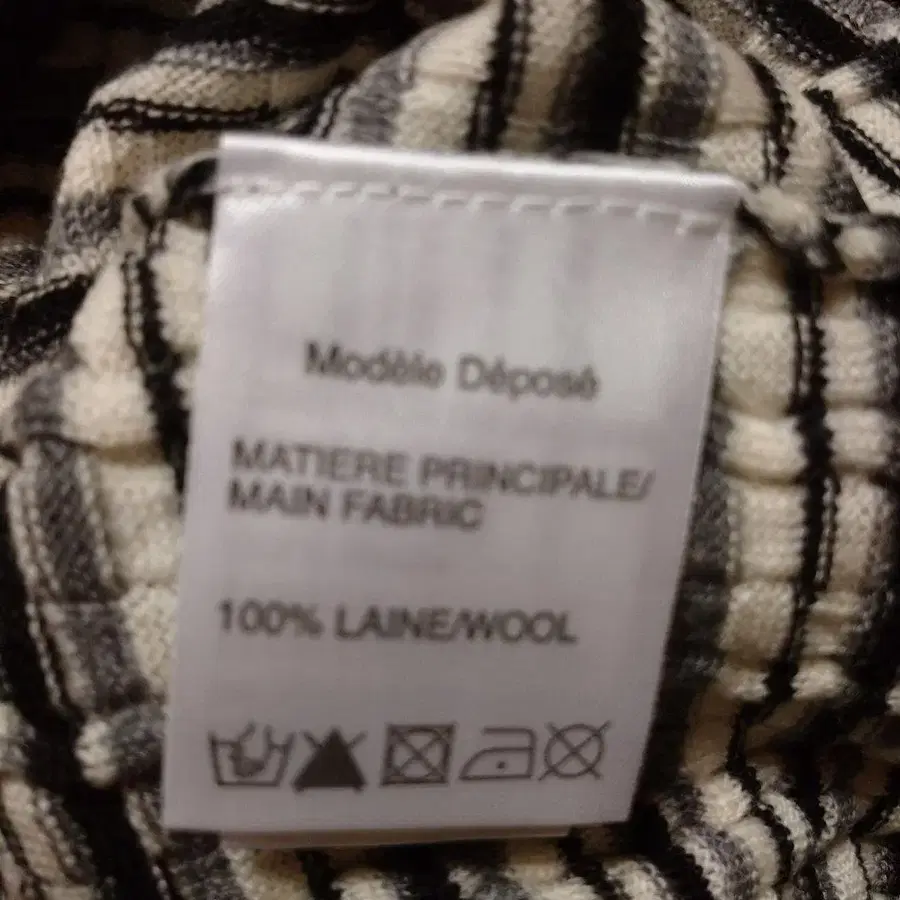 Modèle Déposé
MATIERE PRINCIPALE/
MAIN FABRIC
100% LAINE/WOOL